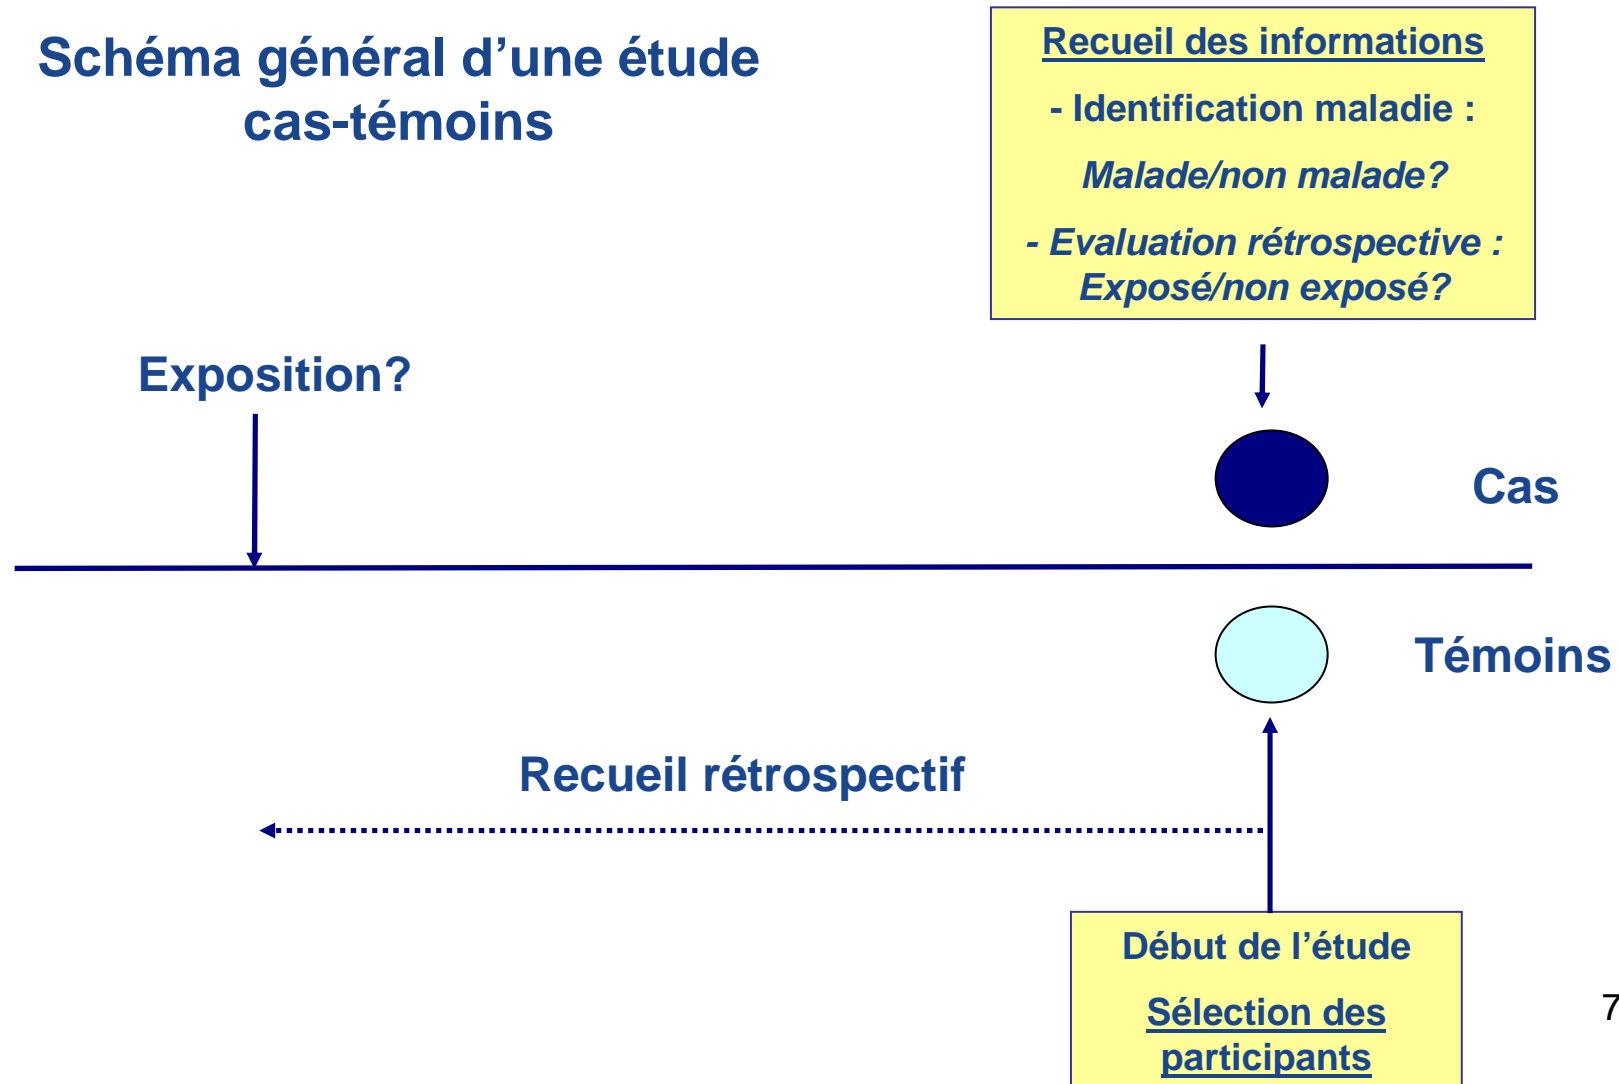 Schéma général d’une étude
cas-témoins
Recueil des informations
- Identification maladie :
Malade/non malade?
- Evaluation rétrospective :
Exposé/non exposé?
Exposition?
Cas
Témoins
Recueil rétrospectif
Début de l’étude
Sélection des
participants
7